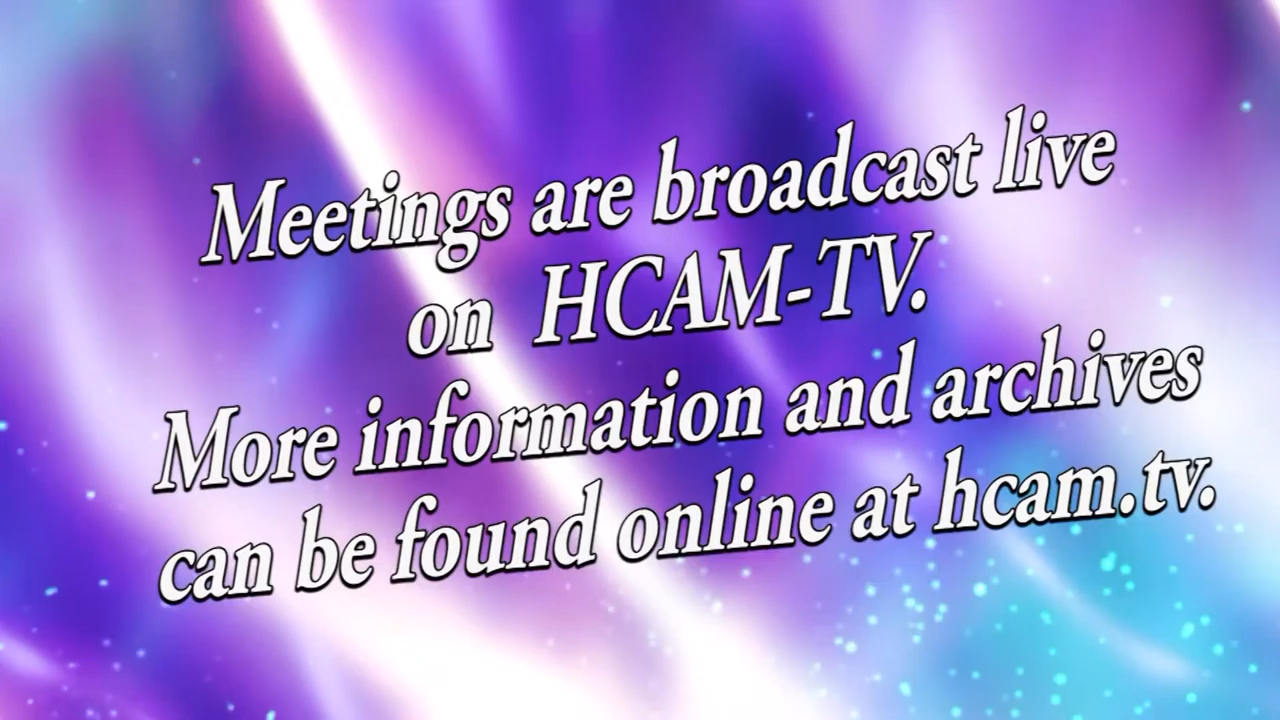 Meetings are broadcast live
on HCAM-TV.
More information and archives
can be found online at hcam.tv.